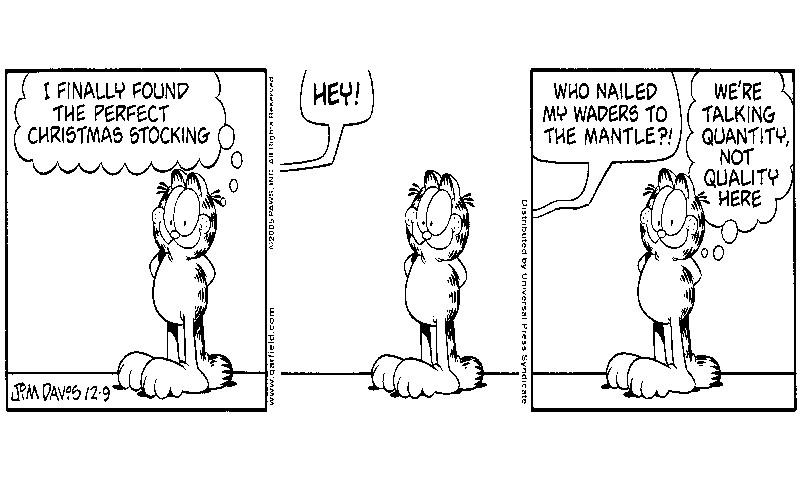 I FINALLY FOUND
THE PERFECT
CHRISTMAS STOCKING
JIM DAVIS 12-9
©2005 PAWS, INC. All Rights Reserved
www.garfield.com
HEY!
Distributed by Universal Press Syndicate
WHO NAILED
MY WADERS TO
THE MANTLE?!
WE'RE
TALKING
QUANTITY,
NOT
QUALITY
HERE